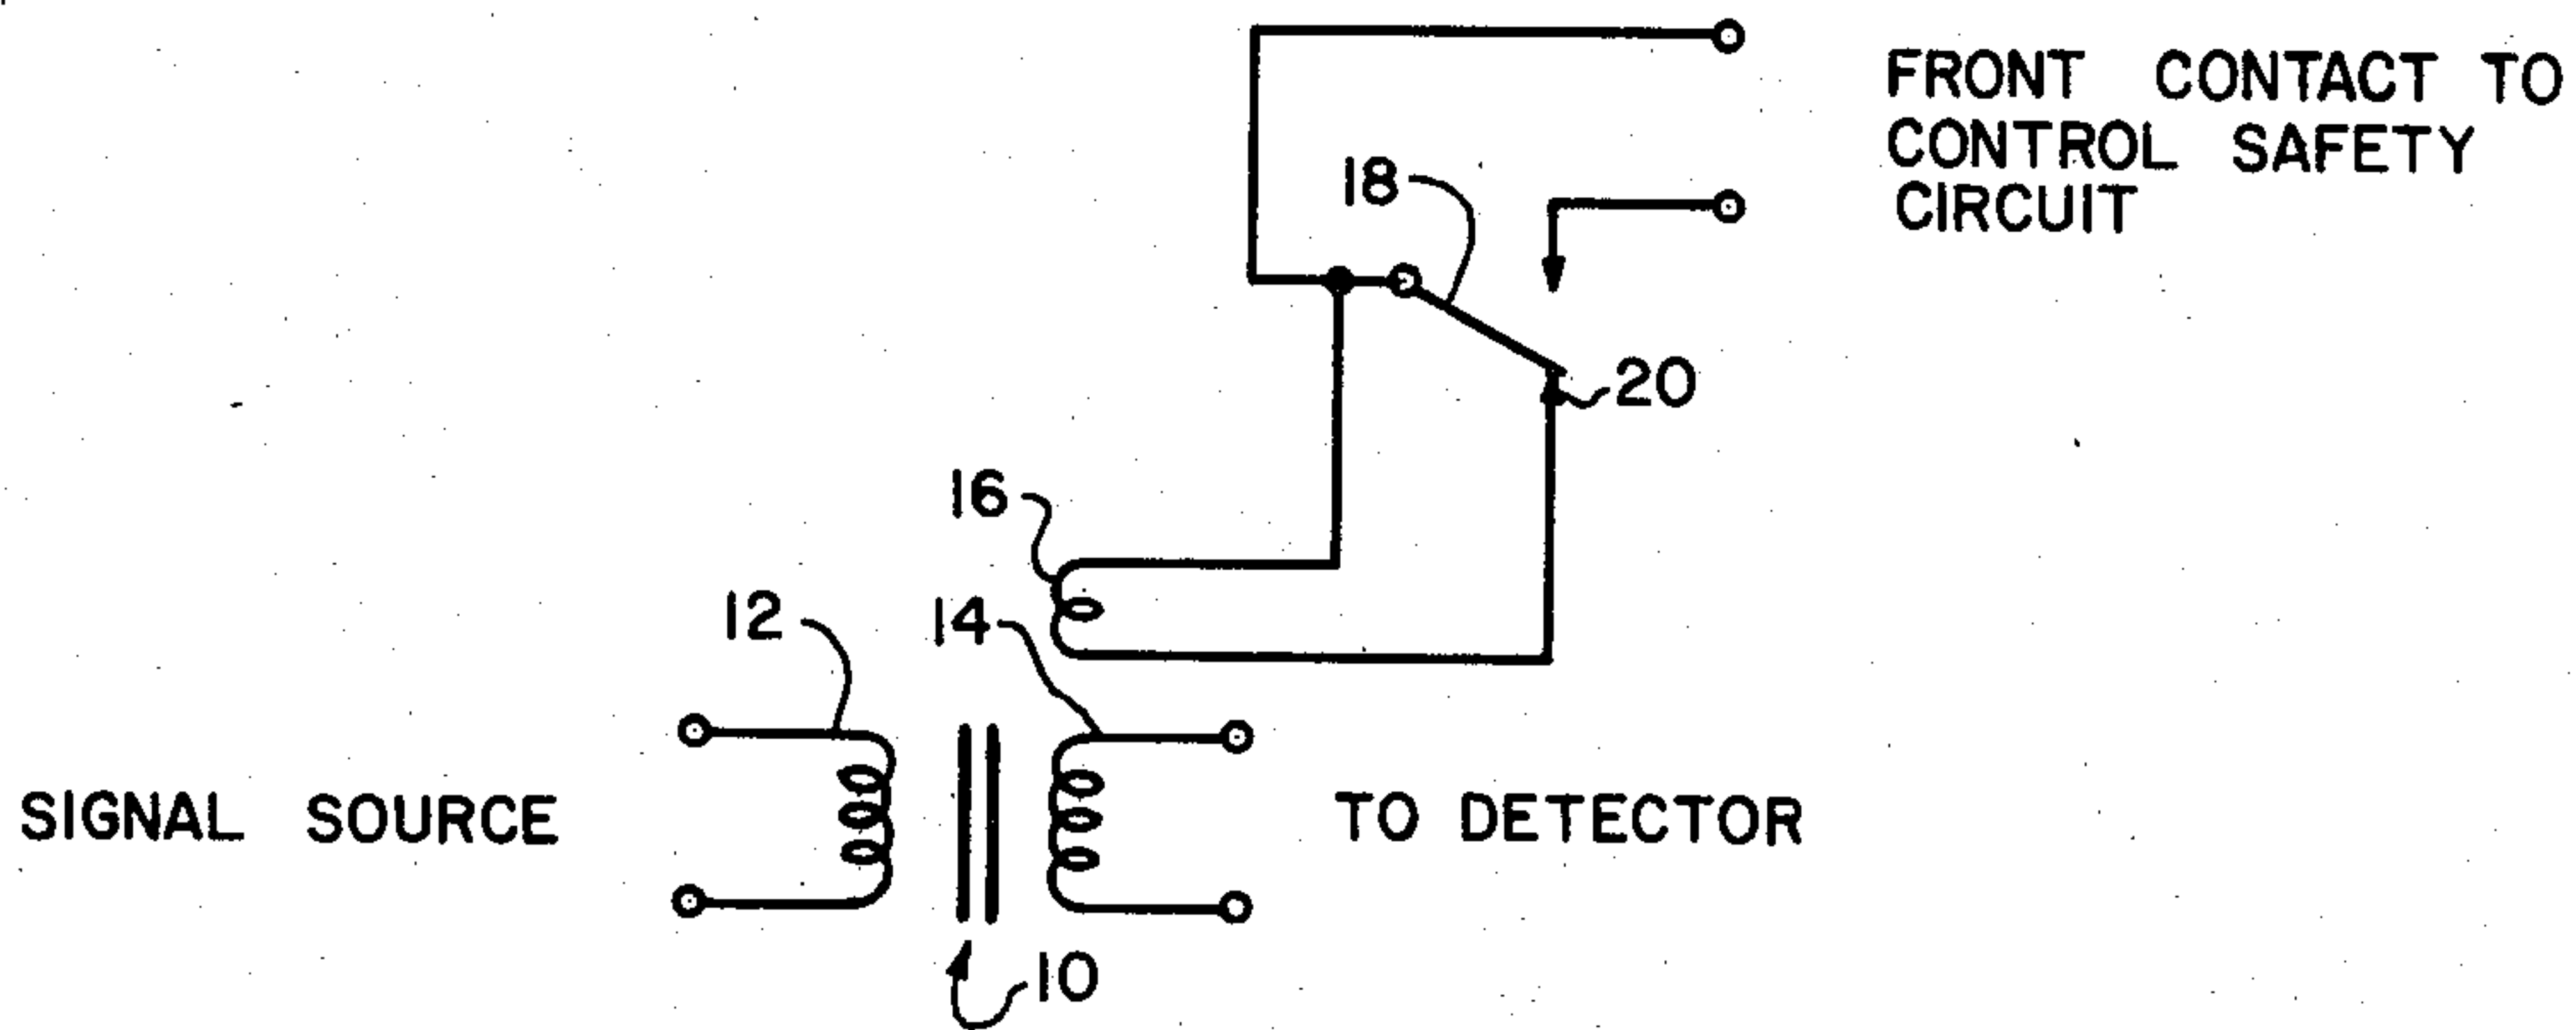 FRONT CONTACT TO
CONTROL SAFETY
CIRCUIT
18
20
16
12
14
SIGNAL SOURCE
TO DETECTOR
10